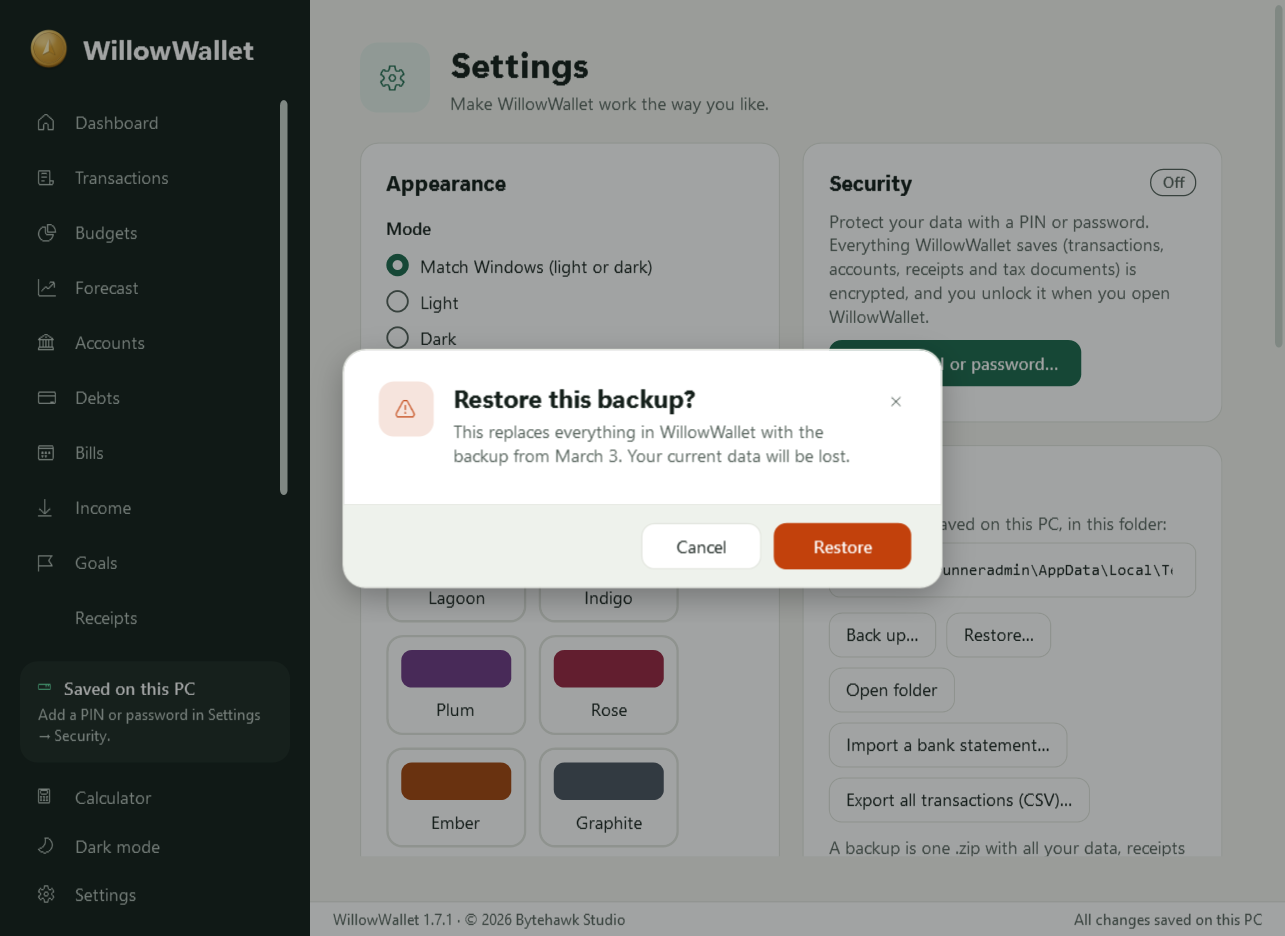 WillowWallet
Dashboard
Transactions
Budgets
Forecast
Accounts
Debts
Bills
Income
Goals
Receipts
Saved on this PC
Add a PIN or password in Settings
→ Security.
Calculator
Dark mode
Settings
Settings
Make WillowWallet work the way you like.
Appearance
Mode
Match Windows (light or dark)
Light
Dark
Lagoon
Indigo
Plum
Rose
Ember
Graphite
Security
Off
Protect your data with a PIN or password.
Everything WillowWallet saves (transactions,
accounts, receipts and tax documents) is
encrypted, and you unlock it when you open
WillowWallet.
or password...
Restore this backup?
This replaces everything in WillowWallet with the
backup from March 3. Your current data will be lost.
Cancel
Restore
on this PC, in this folder:
\AppData\Local\
Back up...
Restore...
Open folder
Import a bank statement...
Export all transactions (CSV)...
A backup is one .zip with all your data, receipts
WillowWallet 1.7.1 · © 2026 Bytehawk Studio
All changes saved on this PC